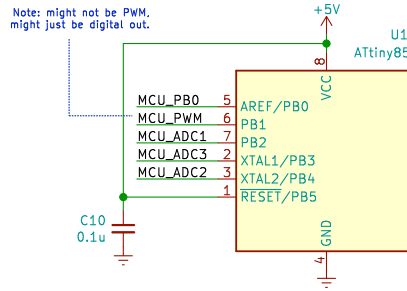 Note: might not be PWM,
might just be digital out.
+5V
U1
ATtiny85
8
VCC
MCU_PB0 5 AREF/PB0
MCU_PWM 6 PB1
MCU_ADC1 7 PB2
MCU_ADC3 2 XTAL1/PB3
MCU_ADC2 3 XTAL2/PB4
1 RESET/PB5
C10
0.1u
GND
4